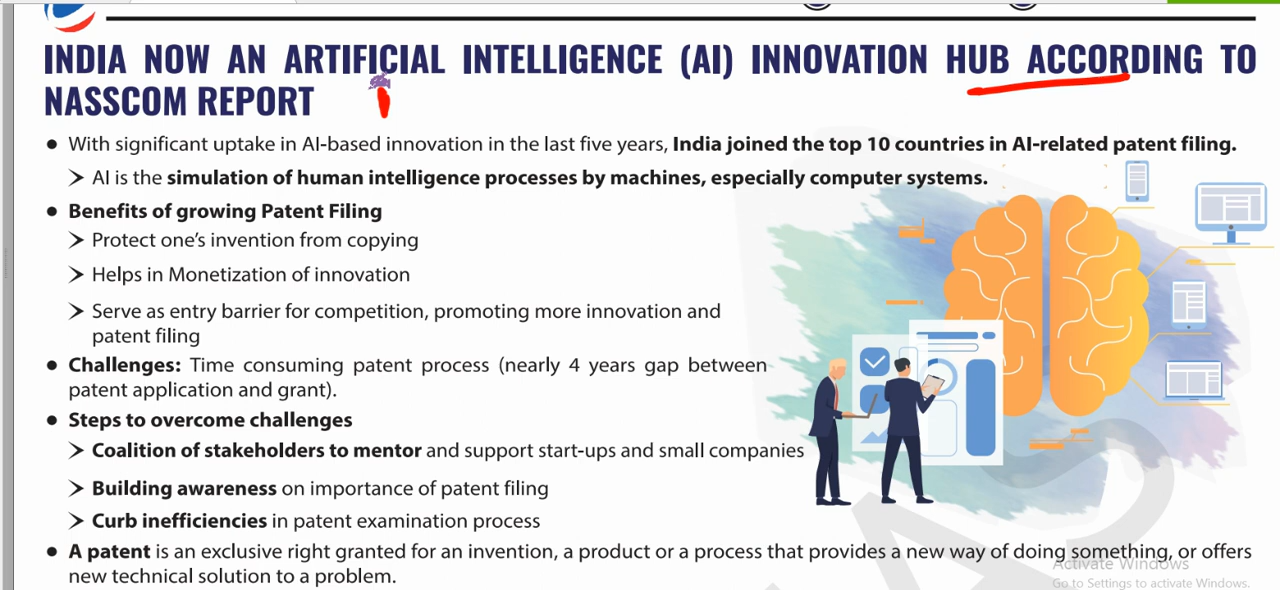 INDIA NOW AN ARTIFICIAL INTELLIGENCE (AI) INNOVATION HUB ACCORDING TO
NASSCOM REPORT
● With significant uptake in AI-based innovation in the last five years, India joined the top 10 countries in AI-related patent filing.
➢ AI is the simulation of human intelligence processes by machines, especially computer systems.
● Benefits of growing Patent Filing
➢ Protect one's invention from copying
➢ Helps in Monetization of innovation
➢ Serve as entry barrier for competition, promoting more innovation and
patent filing
● Challenges: Time consuming patent process (nearly 4 years gap between
patent application and grant).
● Steps to overcome challenges
➢ Coalition of stakeholders to mentor and support start-ups and small companies
➢ Building awareness on importance of patent filing
➢ Curb inefficiencies in patent examination process
● A patent is an exclusive right granted for an invention, a product or a process that provides a new way of doing something, or offers
new technical solution to a problem.
Activate Windows
Go to Settings to activate Windows.